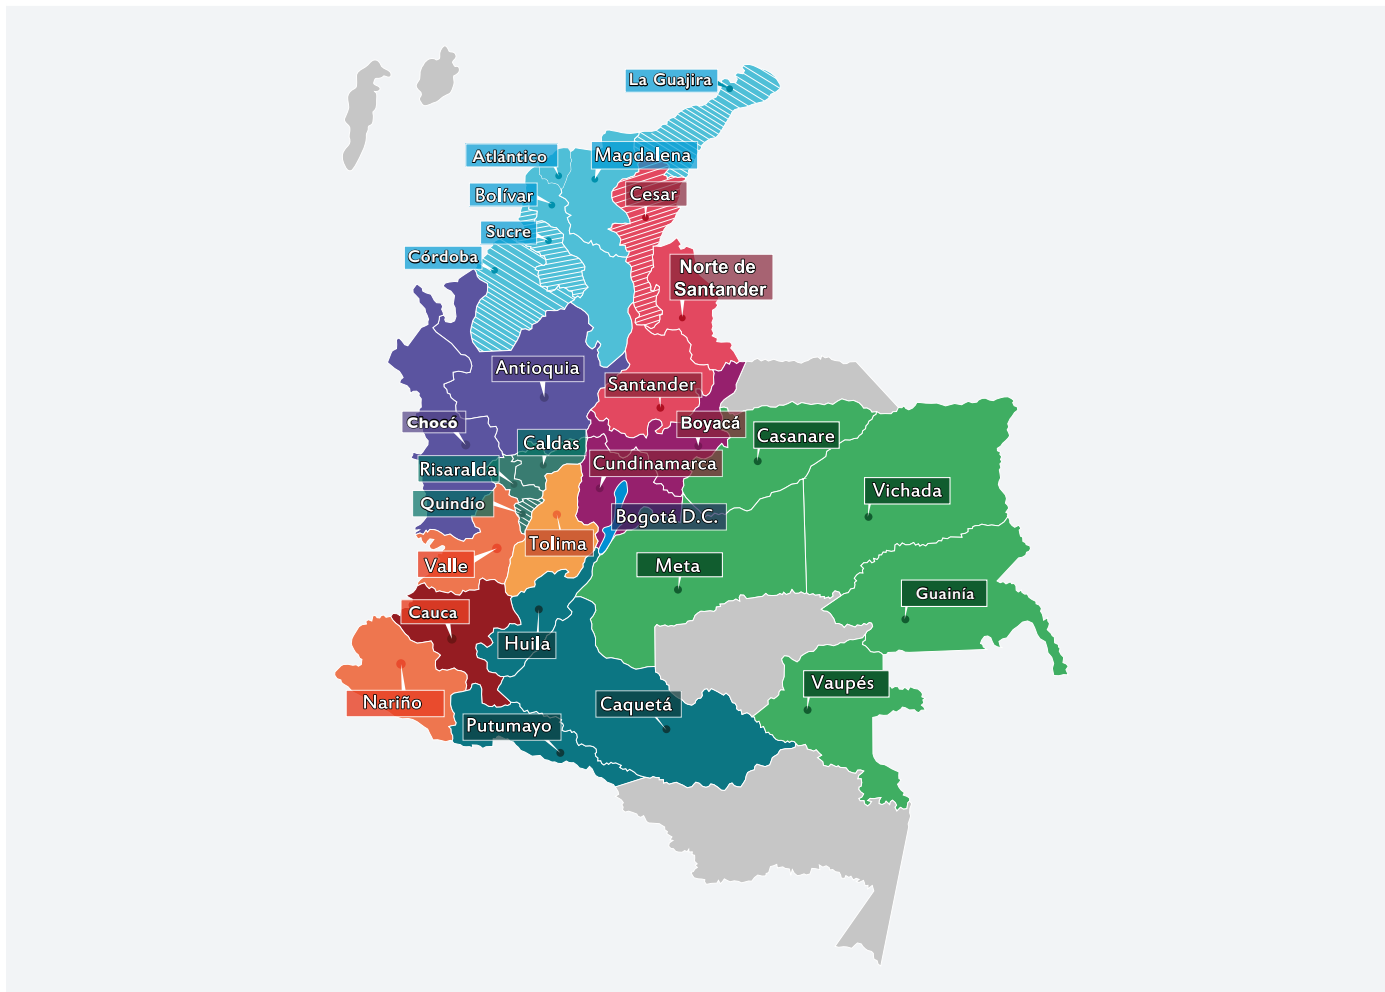 La Guajira
Atlántico
Magdalena
Bolívar
Cesar
Sucre
Córdoba
Norte de
Santander
Antioquia
Santander
Chocó
Boyacá
Caldas
Casanare
Risaralda
Cundinamarca
Vichada
Quindío
Bogotá D.C.
Tolima
Valle
Meta
Guainía
Cauca
Huilá
Vaupés
Nariño
Caquetá
Putumayo